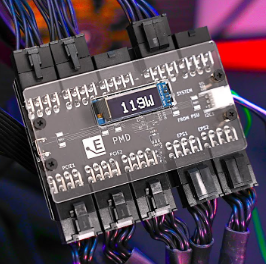 119W
SYSTEM
FROM PSU
E
PMD
EPS1
EPS2
PCIE1
PCIE2